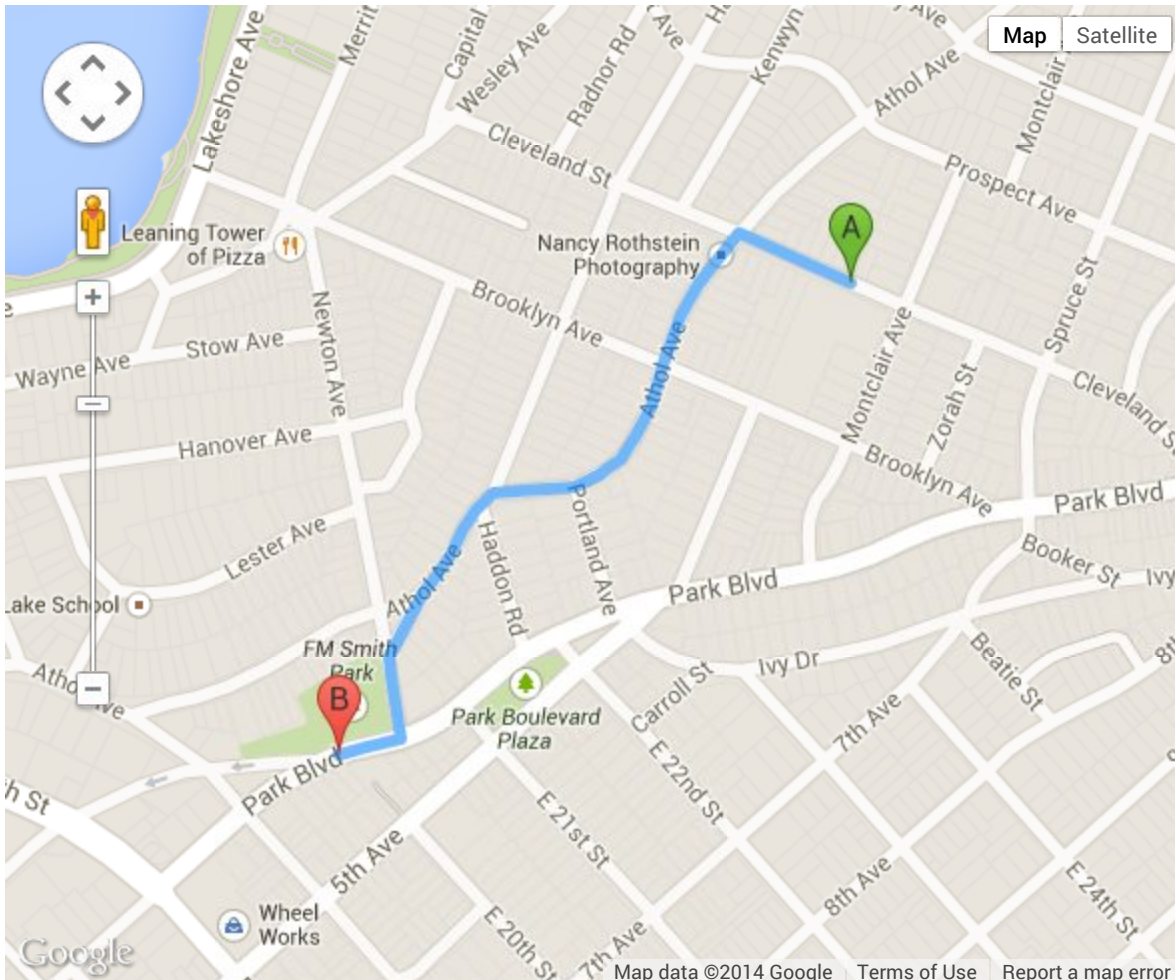 Map
Satellite
Lakeshore Ave
Merrit
Capital
Wesley Ave
Radnor Rd
Ave
Kenwyn
Athol Ave
Montclair
Cleveland St
Prospect Ave
A
Leaning Tower
of Pizza
Nancy Rothstein
Photography
Brooklyn Ave
Newton Ave
Stow Ave
Wayne Ave
Athol Ave
Montclair Ave
Spruce St
Zorah St
Cleveland St
Hanover Ave
Brooklyn Ave
Park Blvd
Portland Ave
Lester Ave
Haddon Rd
Athol Ave
Park Blvd
Booker St
Ivy
Lake School
FM Smith
Park
B
Ivy Dr
Beatie St
8th
Athol Ave
Carroll St
Park Boulevard
Plaza
7th Ave
E 22nd St
Park Blvd
th St
E 21st St
5th Ave
8th Ave
E 24th St
Wheel
Works
E 20th St
7th Ave
Google
Map data ©2014 Google
Terms of Use
Report a map error